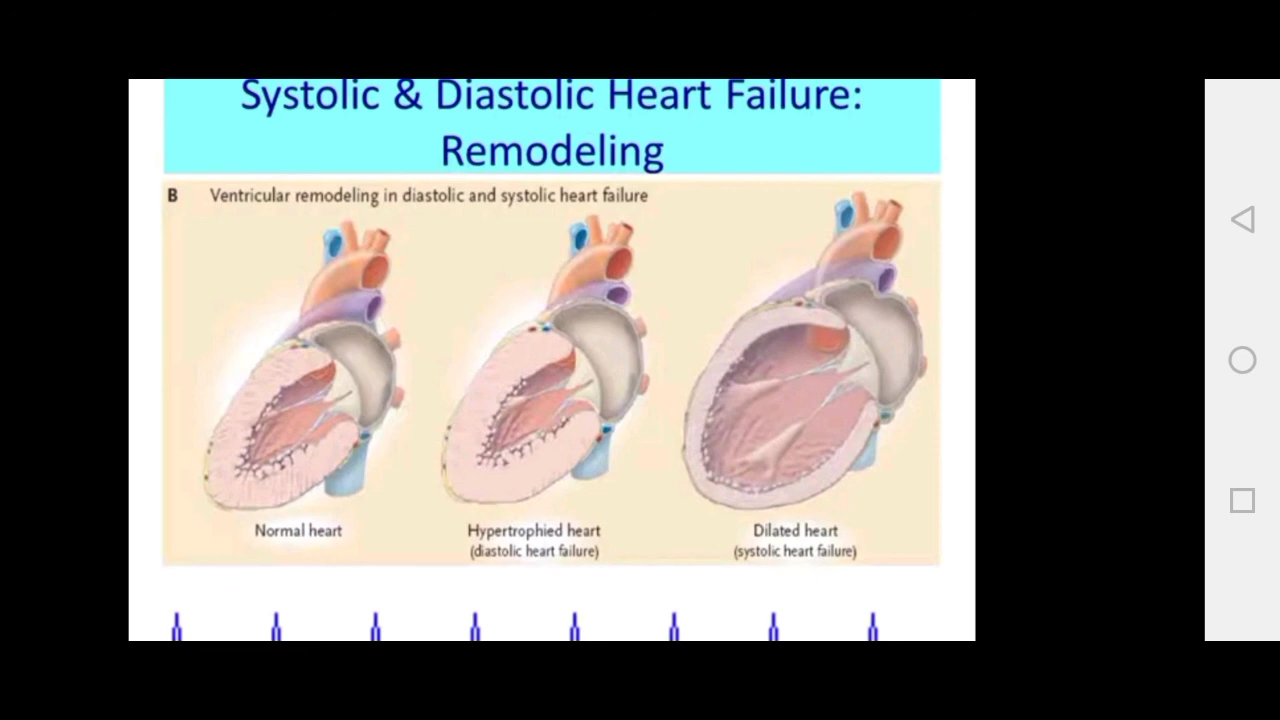 Systolic & Diastolic Heart Failure:
Remodeling
B Ventricular remodeling in diastolic and systolic heart failure
Normal heart
Hypertrophied heart
(diastolic heart failure)
Dilated heart
(systolic heart failure)